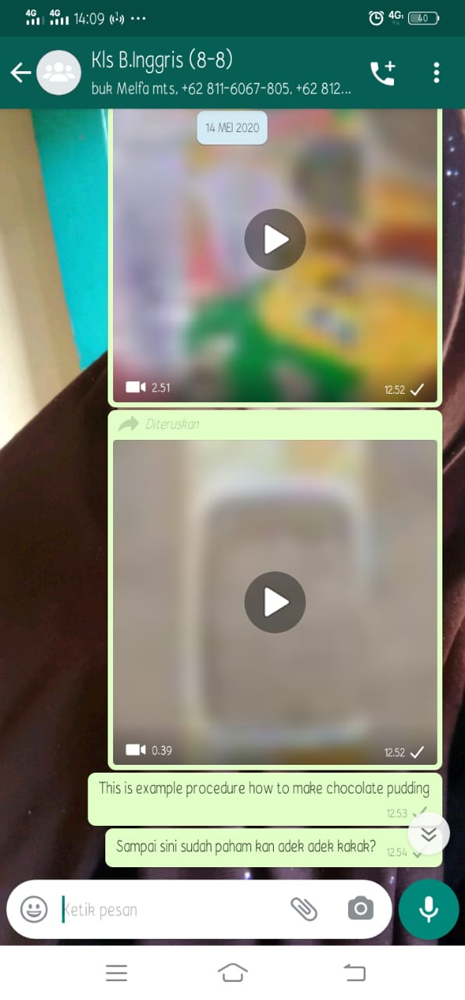 4G 4G 14:09 4G 40
Kls B.Inggris (8-8)
buk Melfa mts, +62 811-6067-805, +62 812...
14 MEI 2020
2.51 12.52
Diteruskan
0.39 12.52
This is example procedure how to make chocolate pudding
12.53
Sampai sini sudah paham kan adek adek kakak? 12.54
Ketik pesan